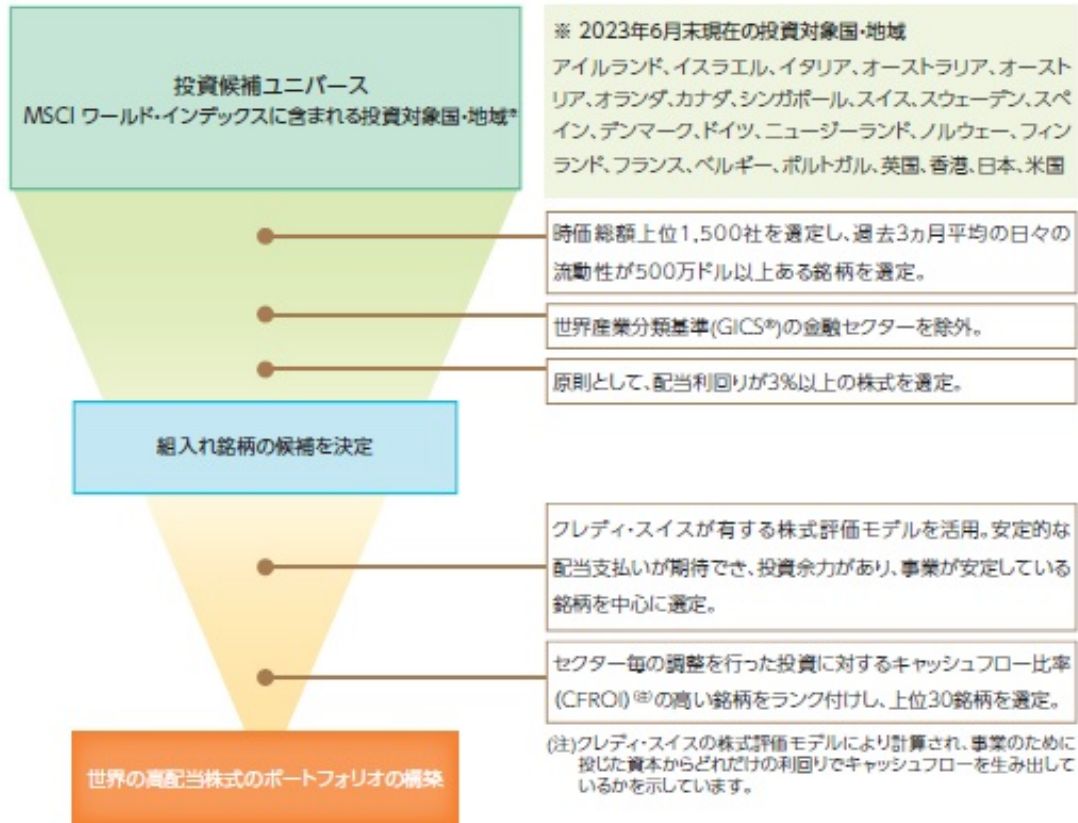 投資候補ユニバース
MSCI ワールド・インデックスに含まれる投資対象国・地域*
※ 2023年6月末現在の投資対象国・地域
アイルランド、イスラエル、イタリア、オーストラリア、オースト
リア、オランダ、カナダ、シンガポール、スイス、スウェーデン、スペ
イン、デンマーク、ドイツ、ニュージーランド、ノルウェー、フィン
ランド、フランス、ベルギー、ポルトガル、英国、香港、日本、米国
時価総額上位1,500社を選定し、過去3ヵ月平均の日々の
流動性が500万ドル以上ある銘柄を選定。
世界産業分類基準(GICS®)の金融セクターを除外。
原則として、配当利回りが3%以上の株式を選定。
組入れ銘柄の候補を決定
クレディ・スイスが有する株式評価モデルを活用。安定的な
配当支払いが期待でき、投資余力があり、事業が安定している
銘柄を中心に選定。
セクター毎の調整を行った投資に対するキャッシュフロー比率
(CFROI)(注)の高い銘柄をランク付けし、上位30銘柄を選定。
(注)クレディ・スイスの株式評価モデルにより計算され、事業のために
投じた資本からどれだけの利回りでキャッシュフローを生み出して
いるかを示しています。
世界の高配当株式のポートフォリオの構築